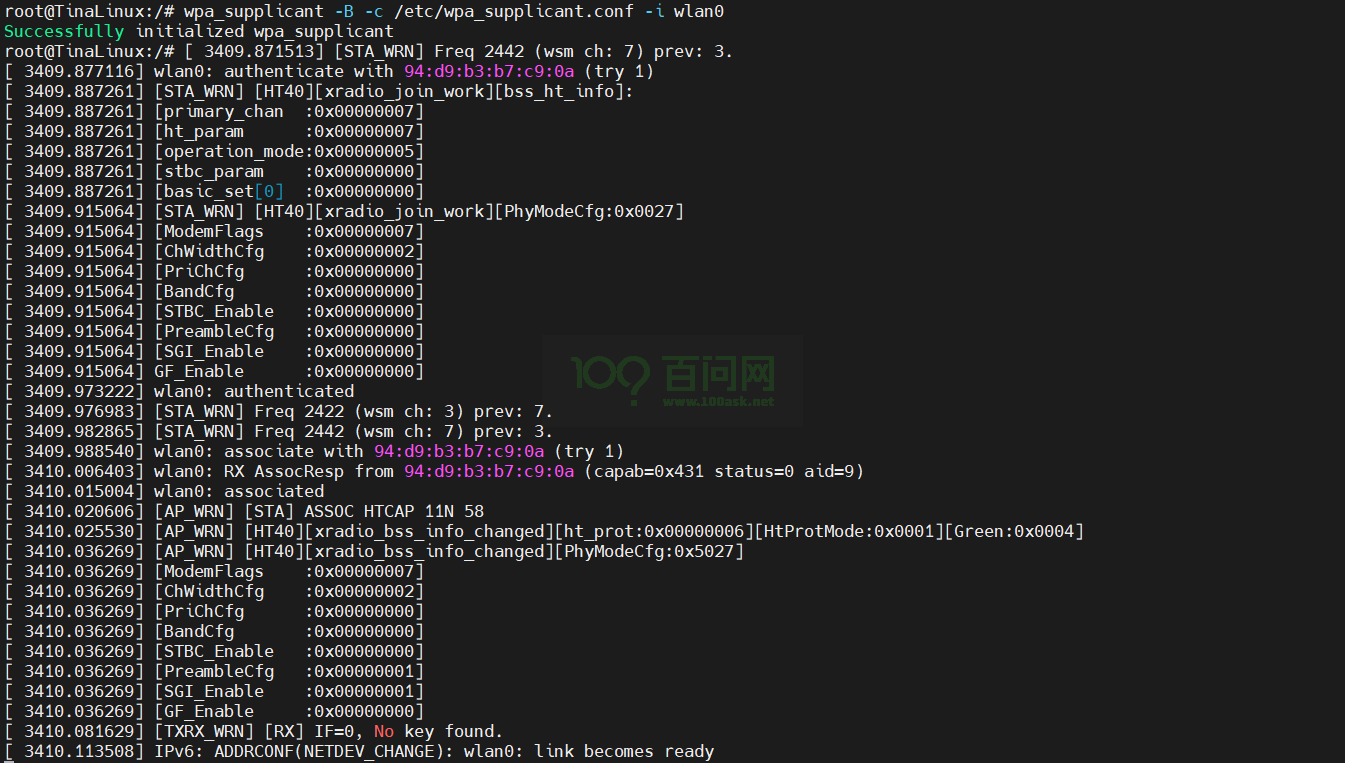 root@TinaLinux:/# wpa_supplicant -B -c /etc/wpa_supplicant.conf -i wlan0
Successfully initialized wpa_supplicant
root@TinaLinux:/# [ 3409.871513] [STA_WRN] Freq 2442 (wsm ch: 7) prev: 3.
[ 3409.877116] wlan0: authenticate with 94:d9:b3:b7:c9:0a (try 1)
[ 3409.887261] [STA_WRN] [HT40][xradio_join_work][bss_ht_info]:
[ 3409.887261] [primary_chan  :0x00000007]
[ 3409.887261] [ht_param      :0x00000007]
[ 3409.887261] [operation_mode:0x00000005]
[ 3409.887261] [stbc_param    :0x00000000]
[ 3409.887261] [basic_set[0]  :0x00000000]
[ 3409.915064] [STA_WRN] [HT40][xradio_join_work][PhyModeCfg:0x0027]
[ 3409.915064] [ModemFlags    :0x00000007]
[ 3409.915064] [ChWidthCfg    :0x00000002]
[ 3409.915064] [PriChCfg      :0x00000000]
[ 3409.915064] [BandCfg       :0x00000000]
[ 3409.915064] [STBC_Enable   :0x00000000]
[ 3409.915064] [PreambleCfg   :0x00000000]
[ 3409.915064] [SGI_Enable    :0x00000000]
[ 3409.915064] GF_Enable      :0x00000000]
[ 3409.973222] wlan0: authenticated
[ 3409.976983] [STA_WRN] Freq 2422 (wsm ch: 3) prev: 7.
[ 3409.982865] [STA_WRN] Freq 2442 (wsm ch: 7) prev: 3.
[ 3409.988540] wlan0: associate with 94:d9:b3:b7:c9:0a (try 1)
[ 3410.006403] wlan0: RX AssocResp from 94:d9:b3:b7:c9:0a (capab=0x431 status=0 aid=9)
[ 3410.015004] wlan0: associated
[ 3410.020606] [AP_WRN] [STA] ASSOC HTCAP 11N 58
[ 3410.025530] [AP_WRN] [HT40][xradio_bss_info_changed][ht_prot:0x00000006][HtProtMode:0x0001][Green:0x0004]
[ 3410.036269] [AP_WRN] [HT40][xradio_bss_info_changed][PhyModeCfg:0x5027]
[ 3410.036269] [ModemFlags    :0x00000007]
[ 3410.036269] [ChWidthCfg    :0x00000002]
[ 3410.036269] [PriChCfg      :0x00000000]
[ 3410.036269] [BandCfg       :0x00000000]
[ 3410.036269] [STBC_Enable   :0x00000000]
[ 3410.036269] [PreambleCfg   :0x00000001]
[ 3410.036269] [SGI_Enable    :0x00000001]
[ 3410.036269] [GF_Enable     :0x00000000]
[ 3410.081629] [TXRX_WRN] [RX] IF=0, No key found.
[ 3410.113508] IPv6: ADDRCONF(NETDEV_CHANGE): wlan0: link becomes ready
100? 百问网
www.100ask.net